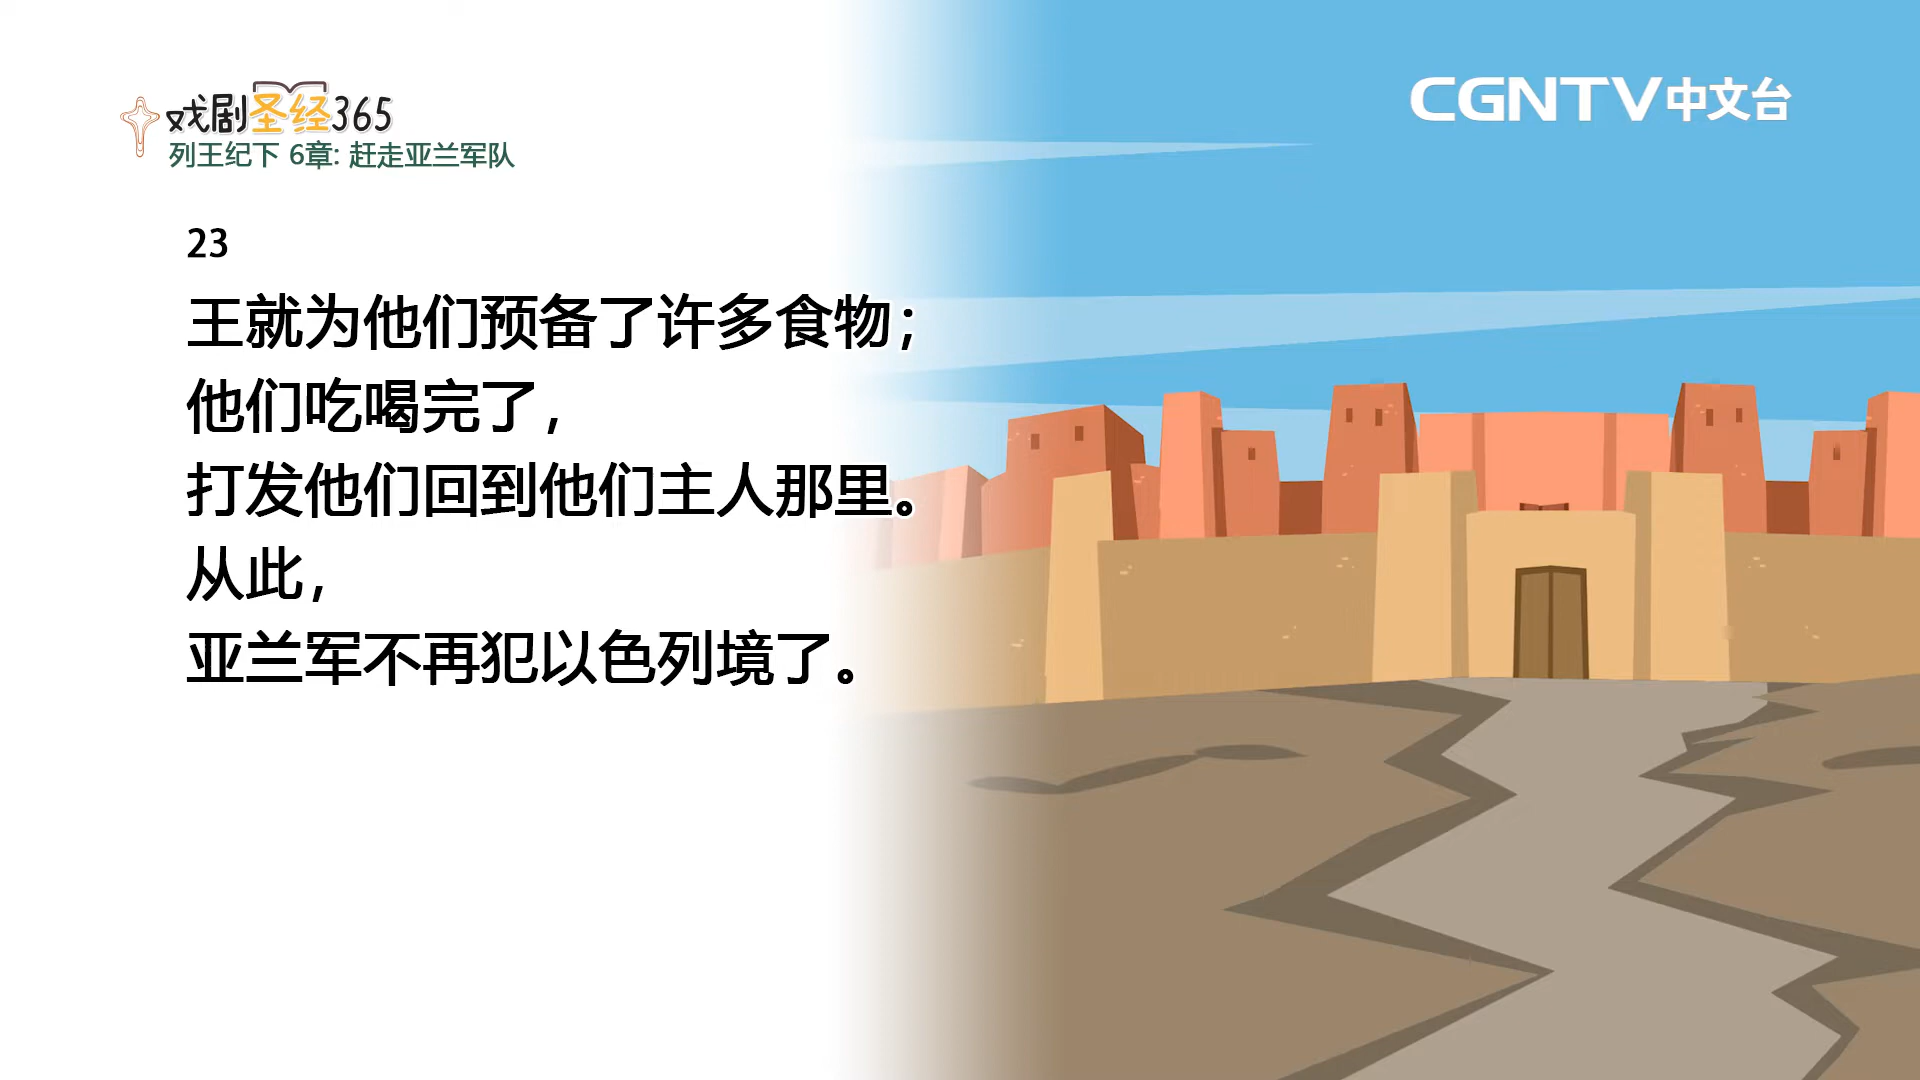 戏剧圣经365
CGNTV中文台
列王纪下 6章: 赶走亚兰军队
23
王就为他们预备了许多食物；
他们吃喝完了，
打发他们回到他们主人那里。
从此，
亚兰军不再犯以色列境了。